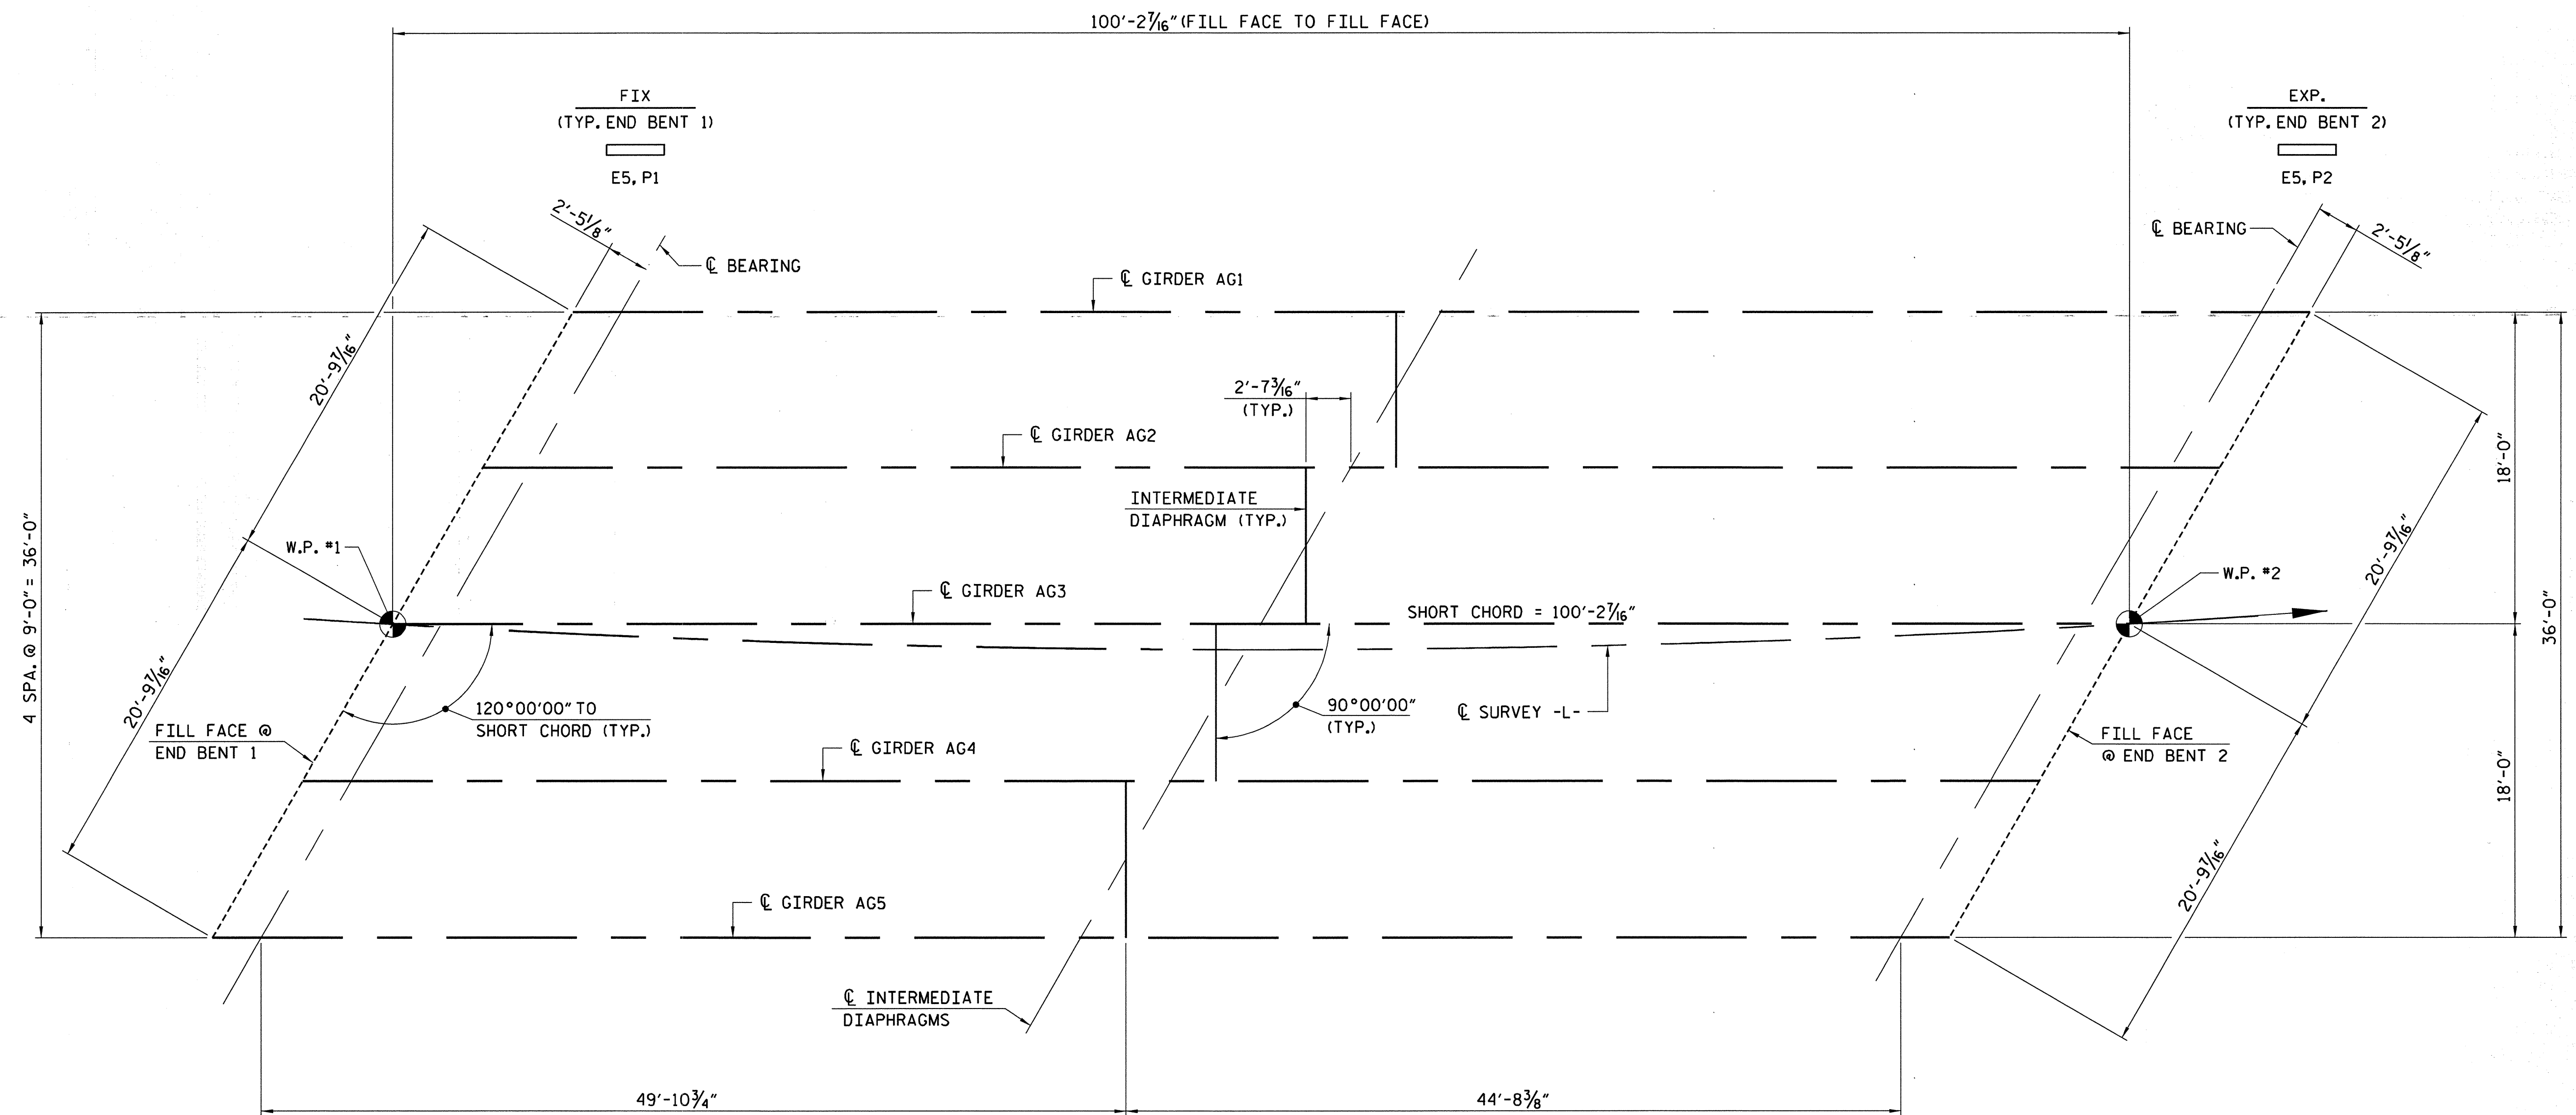 100'-2 7/16" (FILL FACE TO FILL FACE)
FIX
(TYP. END BENT 1)
E5, P1
EXP.
(TYP. END BENT 2)
E5, P2
2'-5 1/8"
℄ BEARING
℄ BEARING
2'-5 1/8"
℄ GIRDER AG1
20'-9 7/16"
2'-7 3/16"
(TYP.)
℄ GIRDER AG2
18'-0"
INTERMEDIATE
DIAPHRAGM (TYP.)
4 SPA. @ 9'-0" = 36'-0"
W.P. #1
20'-9 7/16"
W.P. #2
℄ GIRDER AG3
SHORT CHORD = 100'-2 7/16"
36'-0"
20'-9 7/16"
120°00'00" TO
SHORT CHORD (TYP.)
90°00'00"
(TYP.)
℄ SURVEY -L-
FILL FACE @
END BENT 1
FILL FACE
@ END BENT 2
℄ GIRDER AG4
18'-0"
20'-9 7/16"
℄ GIRDER AG5
℄ INTERMEDIATE
DIAPHRAGMS
49'-10 3/4"
44'-8 3/8"